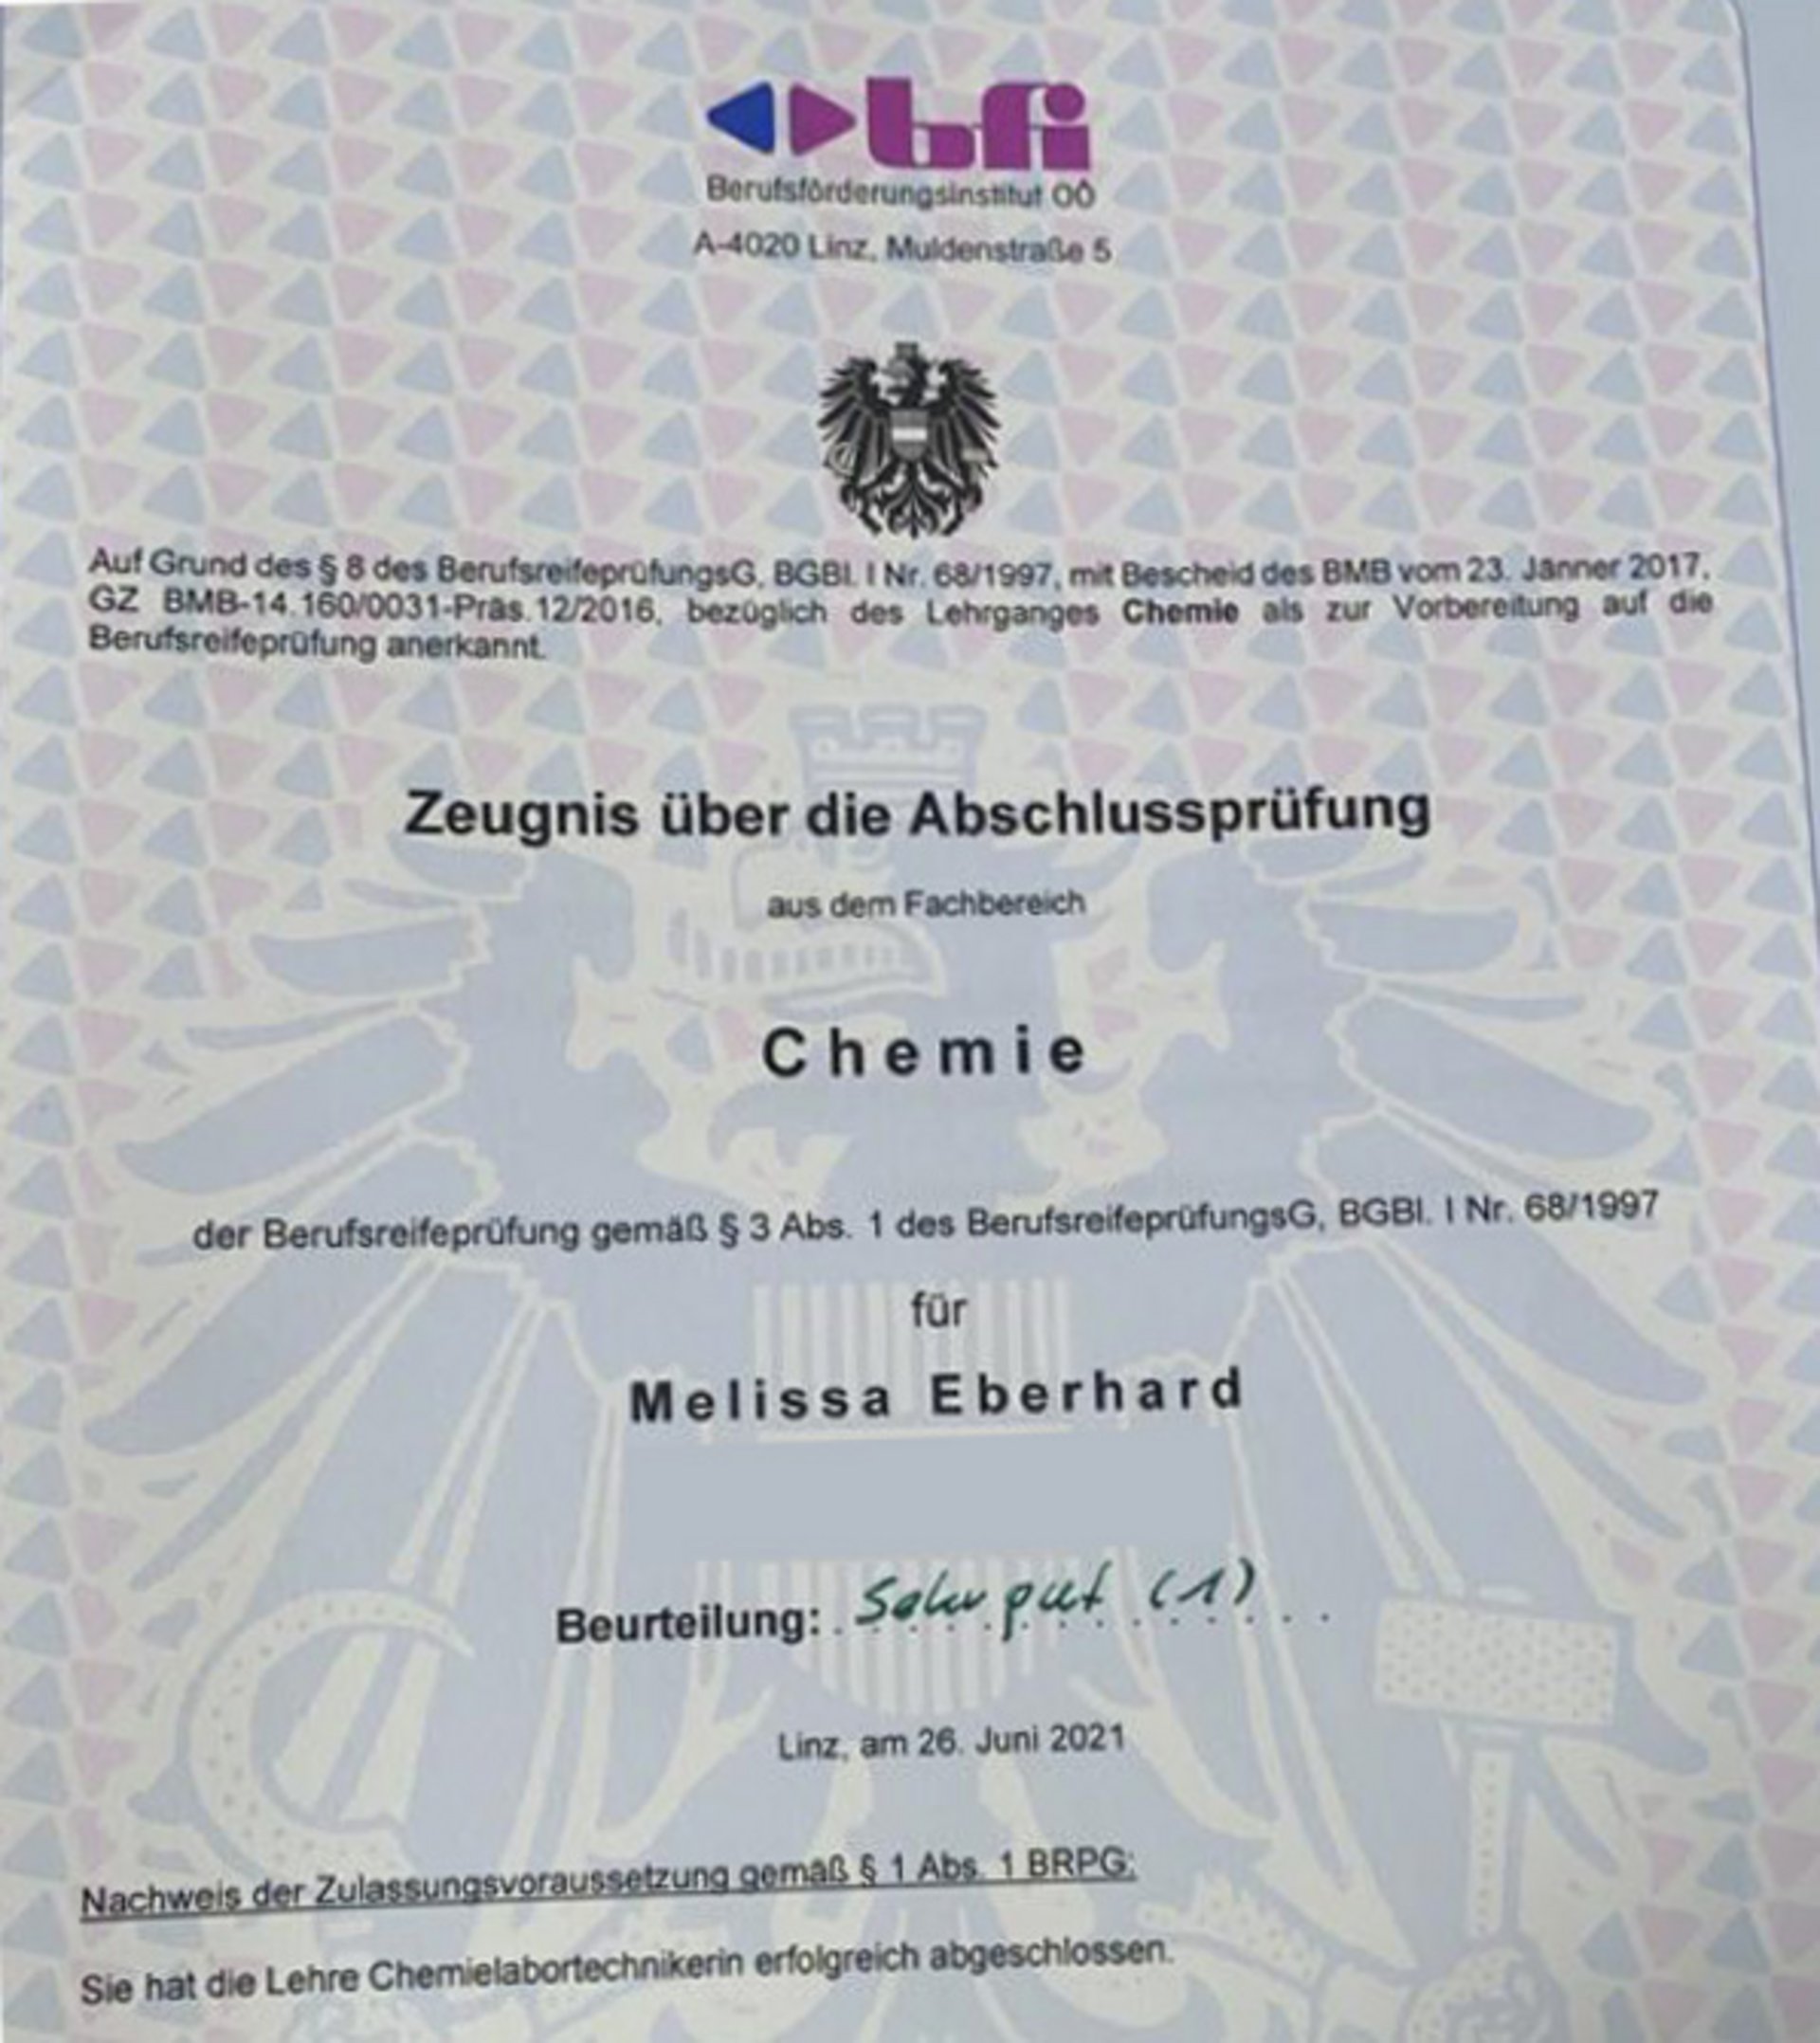 bfi
Berufsförderungsinstitut OÖ
A-4020 Linz, Muldenstraße 5
Auf Grund des § 8 des BerufsreifeprüfungsG, BGBl. I Nr. 68/1997, mit Bescheid des BMB vom 23. Jänner 2017,
GZ BMB-14.160/0031-Präs.12/2016, bezüglich des Lehrganges Chemie als zur Vorbereitung auf die
Berufsreifeprüfung anerkannt.
Zeugnis über die Abschlussprüfung
aus dem Fachbereich
Chemie
der Berufsreifeprüfung gemäß § 3 Abs. 1 des BerufsreifeprüfungsG, BGBl. I Nr. 68/1997
für
Melissa Eberhard
Beurteilung: Sehr gut (1)
Linz, am 26. Juni 2021
Nachweis der Zulassungsvoraussetzung gemäß § 1 Abs. 1 BRPG:
Sie hat die Lehre Chemielabortechnikerin erfolgreich abgeschlossen.